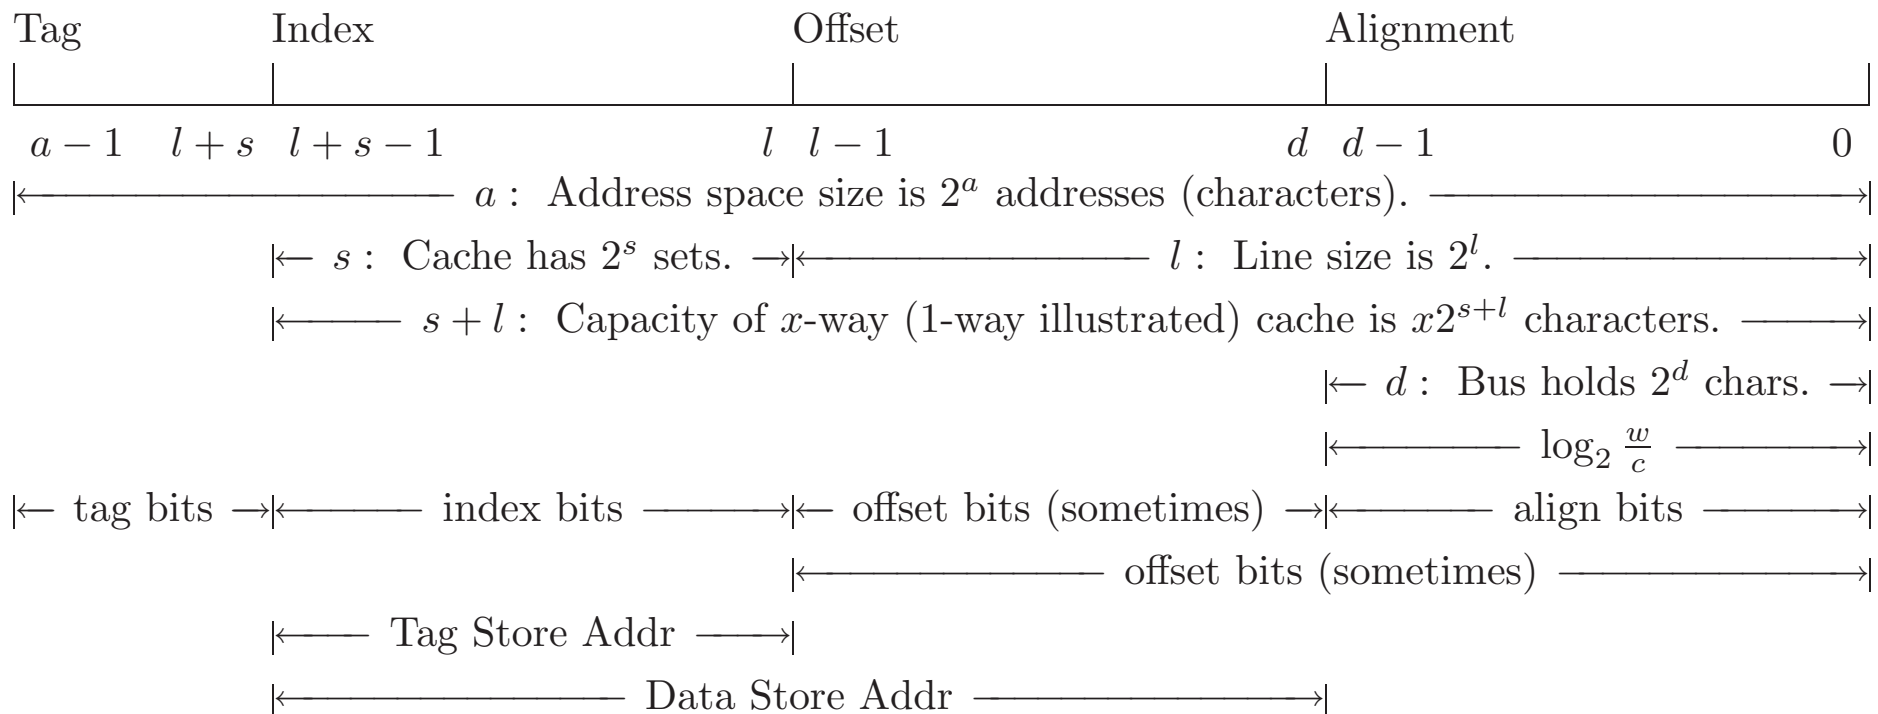 Tag Index Offset Alignment
a − 1 l + s l + s − 1 l l − 1 d d − 1 0
a : Address space size is 2^a addresses (characters).
s : Cache has 2^s sets. l : Line size is 2^l.
s + l : Capacity of x-way (1-way illustrated) cache is x2^{s+l} characters.
d : Bus holds 2^d chars.
log_2 w/c
tag bits index bits offset bits (sometimes) align bits
offset bits (sometimes)
Tag Store Addr
Data Store Addr